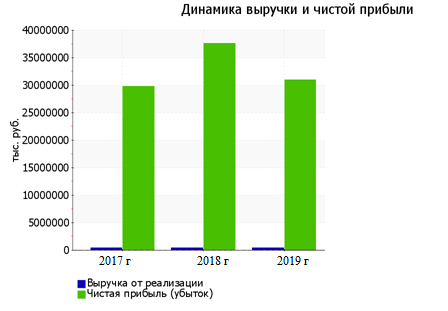 Динамика выручки и чистой прибыли
40000000
35000000
30000000
25000000
20000000
15000000
10000000
5000000
0
тыс. руб.
2017 г 2018 г 2019 г
Выручка от реализации
Чистая прибыль (убыток)